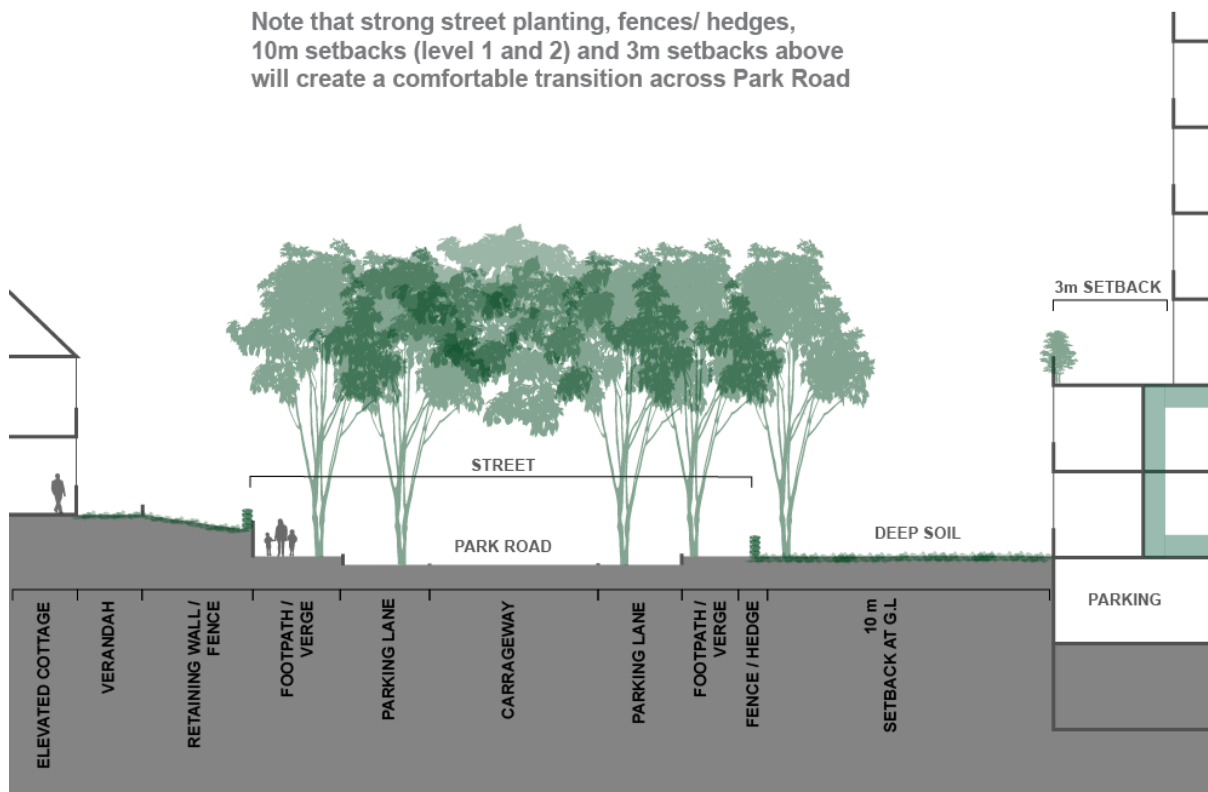 Note that strong street planting, fences/ hedges,
10m setbacks (level 1 and 2) and 3m setbacks above
will create a comfortable transition across Park Road
3m SETBACK
STREET
PARK ROAD
DEEP SOIL
PARKING
ELEVATED COTTAGE
VERANDAH
RETAINING WALL /
FENCE
FOOTPATH /
VERGE
PARKING LANE
CARRAGEWAY
PARKING LANE
FOOTPATH /
VERGE
FENCE / HEDGE
10 m
SETBACK AT G.L